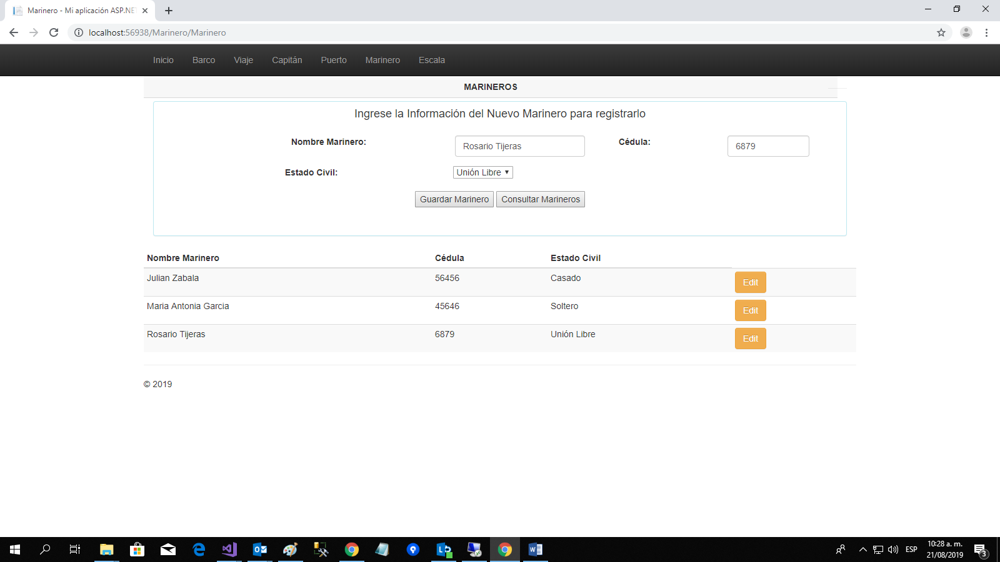 Marinero - Mi aplicación ASP.NE
localhost:56938/Marinero/Marinero
Inicio Barco Viaje Capitán Puerto Marinero Escala
MARINEROS
Ingrese la Información del Nuevo Marinero para registrarlo
Nombre Marinero: Rosario Tijeras Cédula: 6879
Estado Civil: Unión Libre
Guardar Marinero Consultar Marineros
Nombre Marinero Cédula Estado Civil
Julian Zabala 56456 Casado Edit
Maria Antonia Garcia 45646 Soltero Edit
Rosario Tijeras 6879 Unión Libre Edit
© 2019
ESP
10:28 a. m.
21/08/2019
3